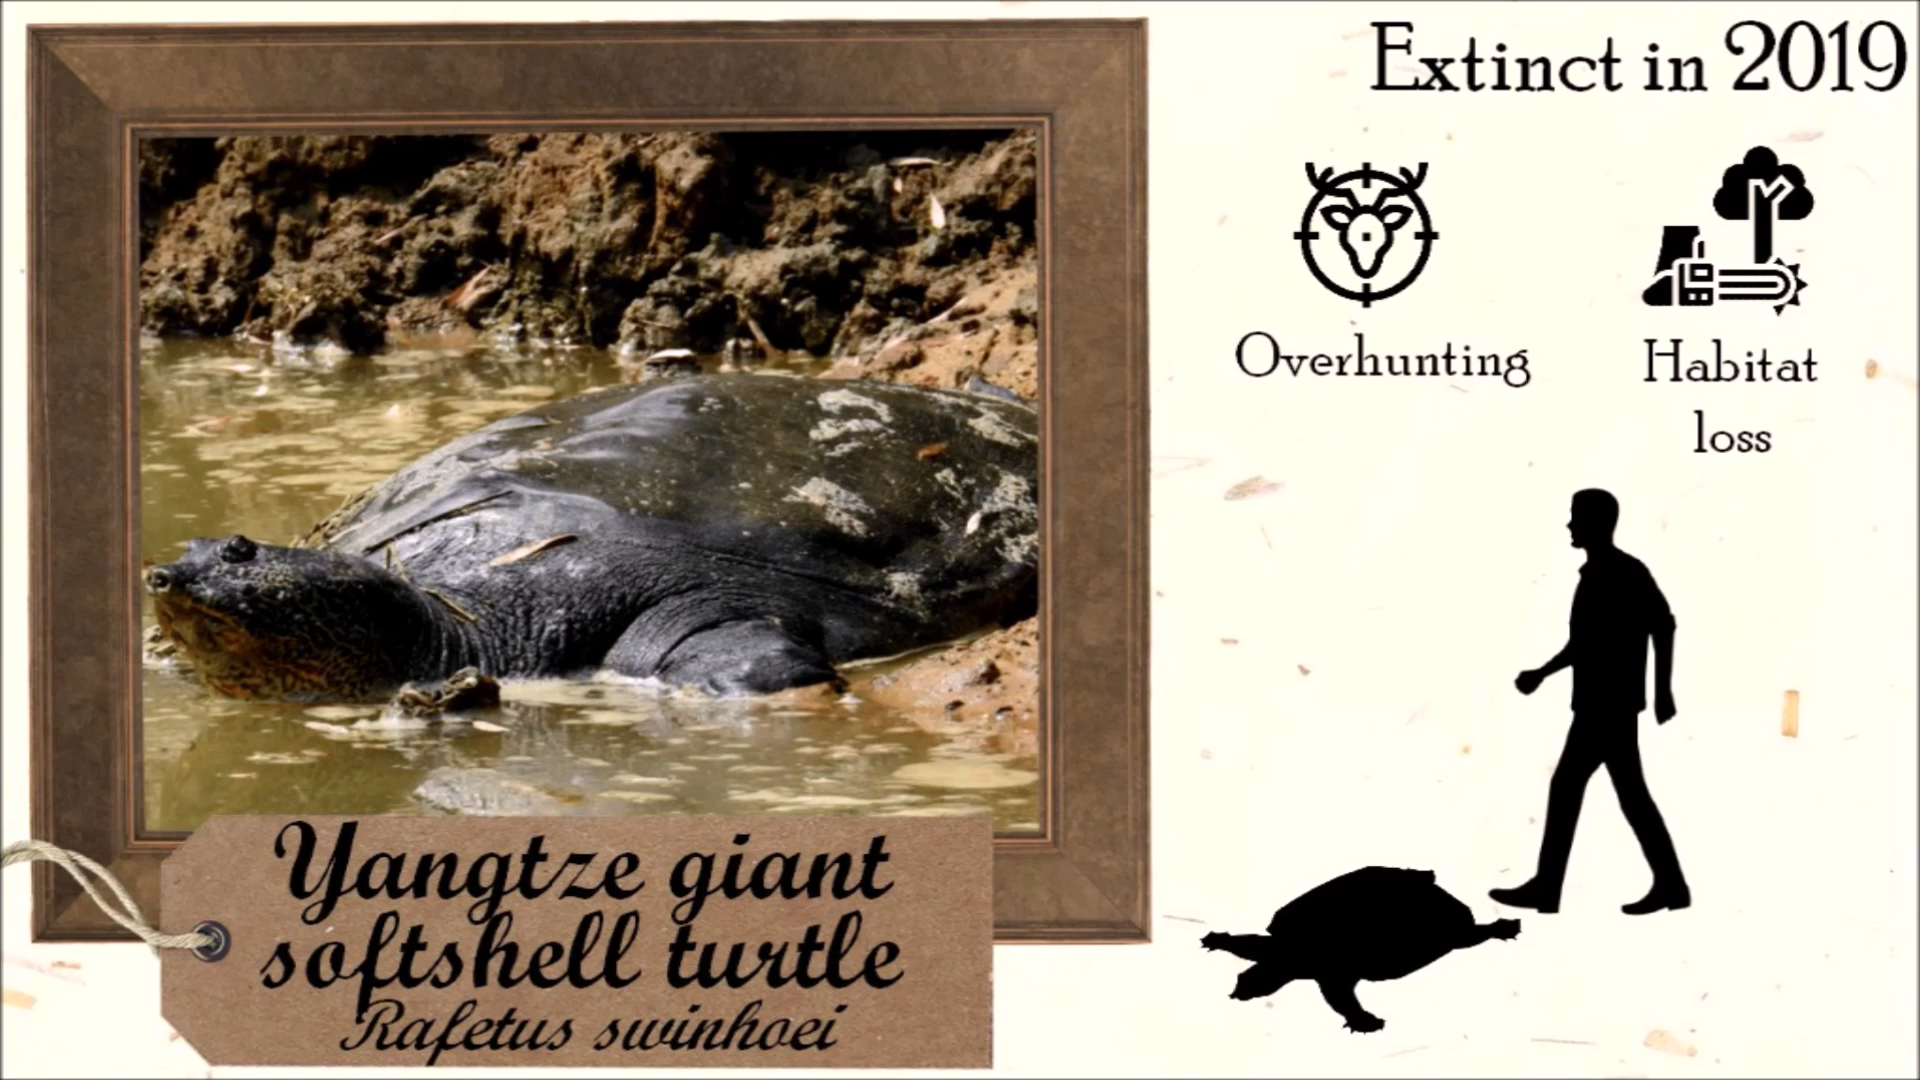 Extinct in 2019
Overhunting
Habitat
loss
Yangtze giant
softshell turtle
Rafetus swinhoei